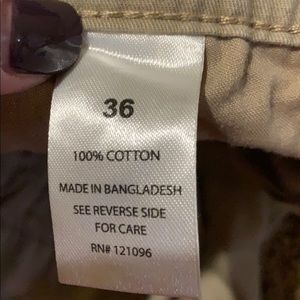 36
100% COTTON
MADE IN BANGLADESH
SEE REVERSE SIDE
FOR CARE
RN# 121096